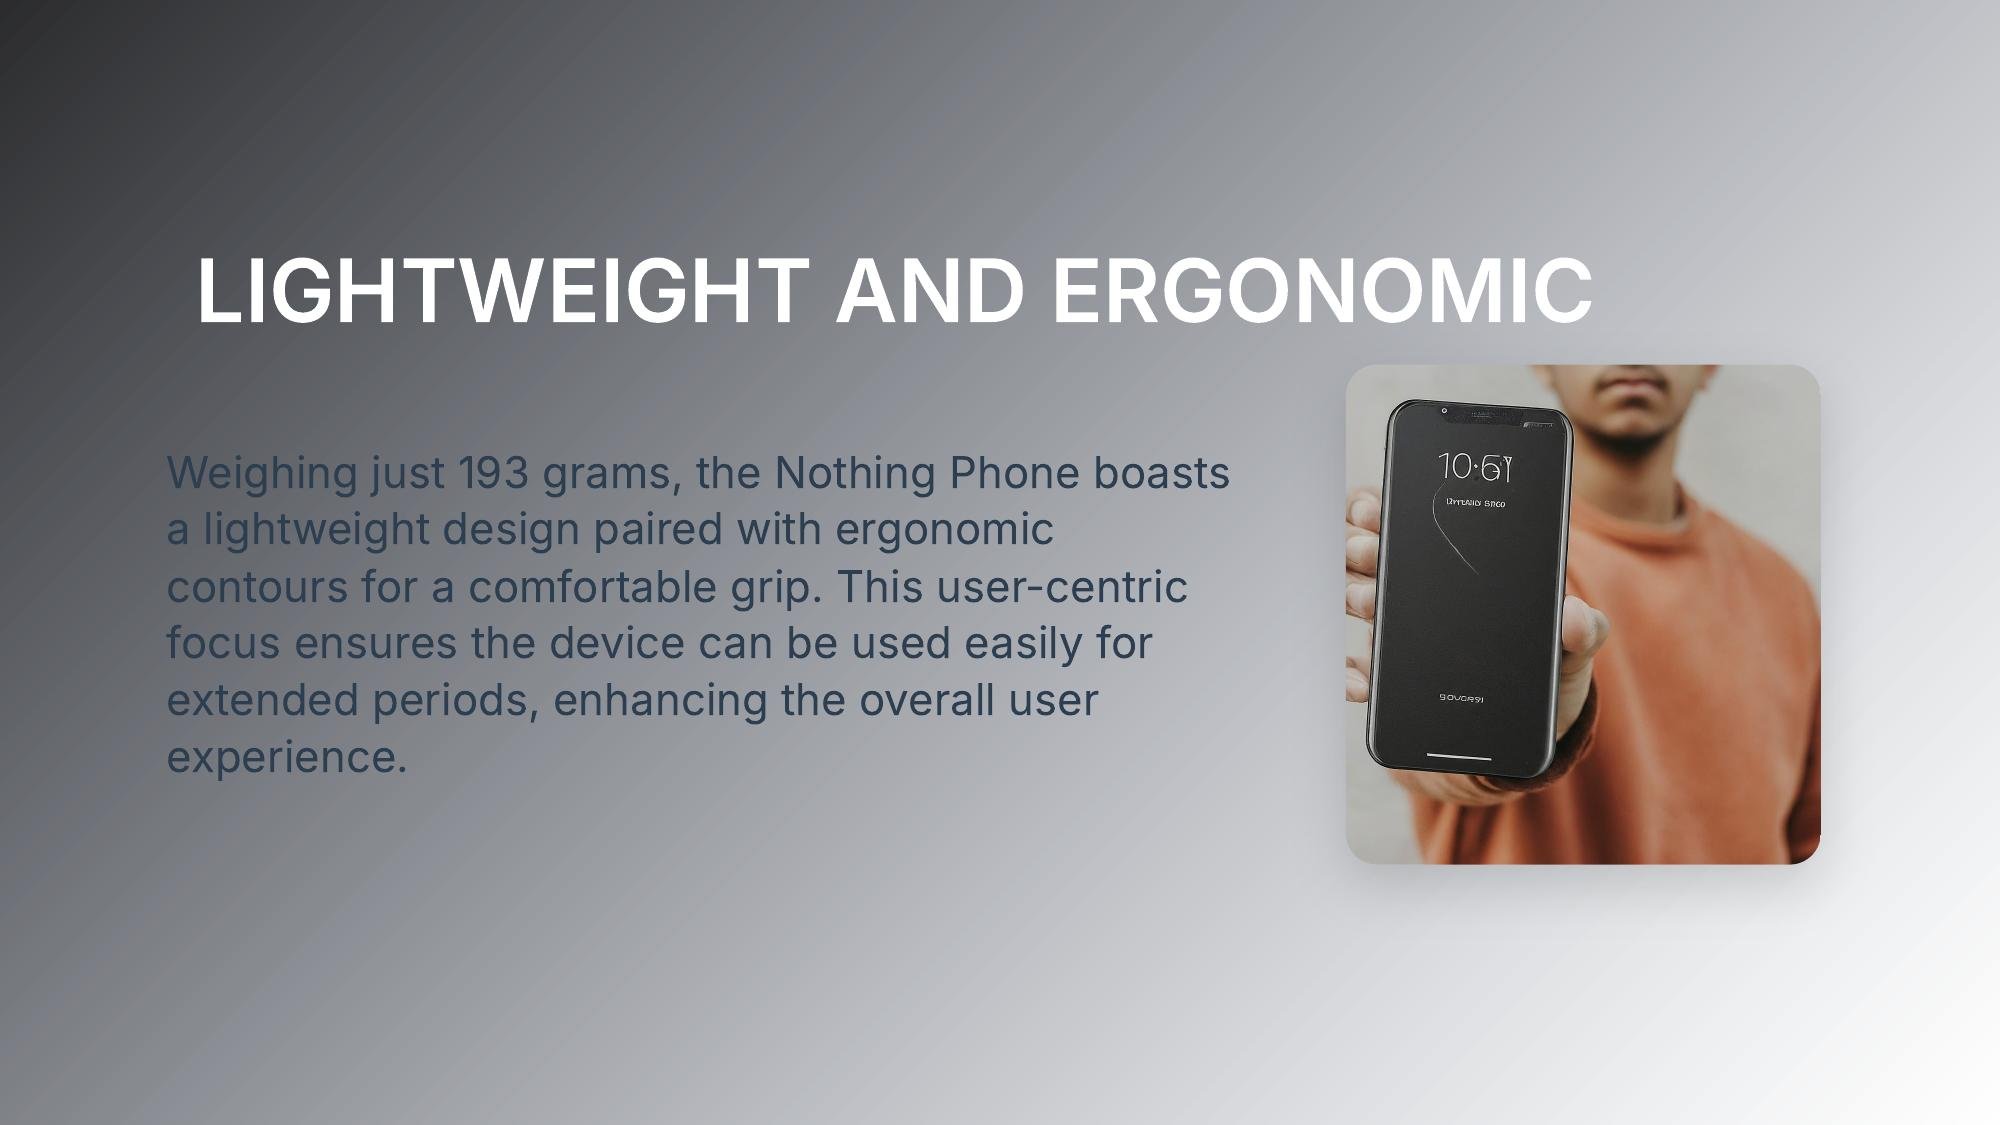 LIGHTWEIGHT AND ERGONOMIC
Weighing just 193 grams, the Nothing Phone boasts
a lightweight design paired with ergonomic
contours for a comfortable grip. This user-centric
focus ensures the device can be used easily for
extended periods, enhancing the overall user
experience.